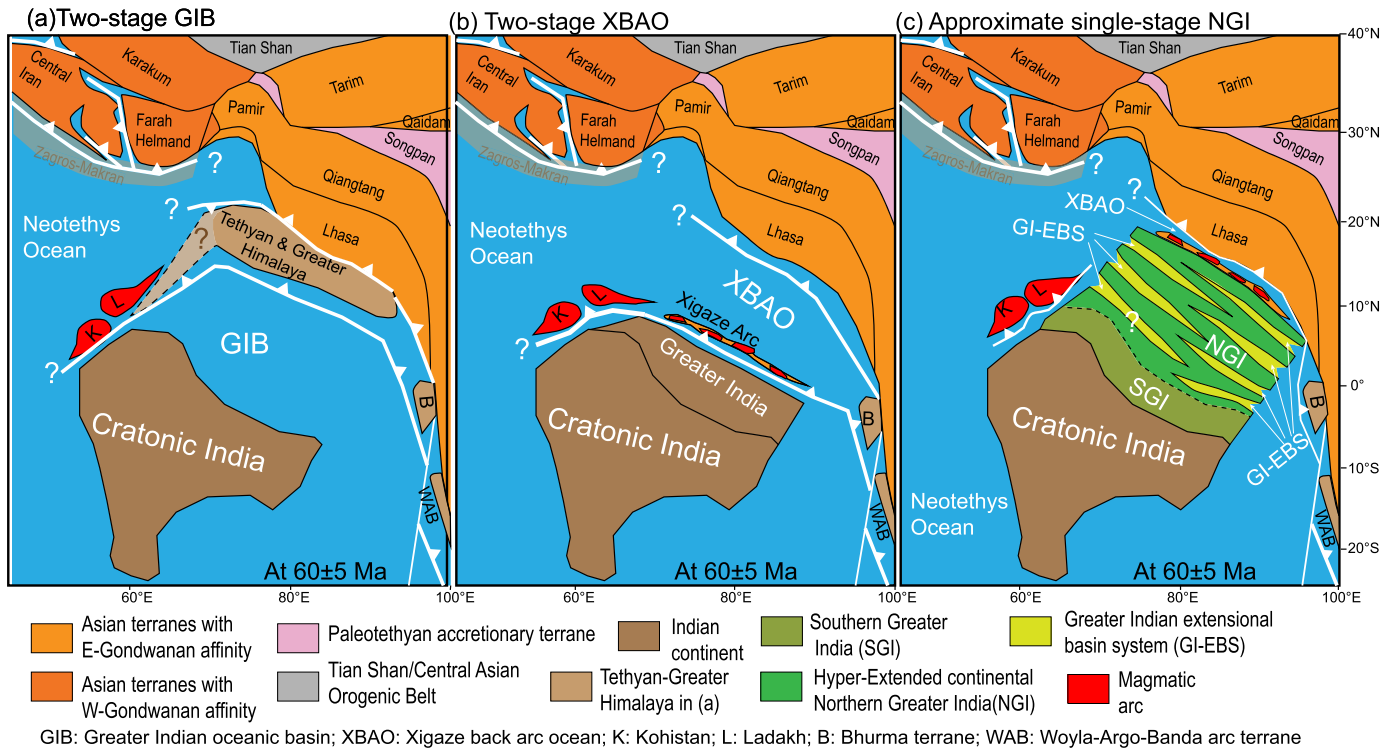 (a)Two-stage GIB
Tian Shan
Karakum
Central
Iran
Tarim
Pamir
Farah
Helmand
Qaidam
Songpan
Zagros-Makran
?
Qiangtang
?
Neotethys
Ocean
Lhasa
?
Tethyan & Greater
Himalaya
L
K
GIB
?
B
Cratonic India
WAB
At 60±5 Ma
60°E
80°E
100°E
(b) Two-stage XBAO
Tian Shan
Karakum
Central
Iran
Tarim
Pamir
Farah
Helmand
Qaidam
Songpan
Zagros-Makran
?
Qiangtang
?
Neotethys
Ocean
Lhasa
XBAO
L
K
Xigaze Arc
?
Greater India
B
Cratonic India
WAB
At 60±5 Ma
60°E
80°E
100°E
(c) Approximate single-stage NGI
Tian Shan
Karakum
Central
Iran
Tarim
Pamir
Farah
Helmand
Qaidam
Songpan
Zagros-Makran
?
Qiangtang
?
XBAO
GI-EBS
Lhasa
L
K
?
NGI
SGI
B
Cratonic India
GI-EBS
Neotethys
Ocean
WAB
At 60±5 Ma
60°E
80°E
100°E
40°N
30°N
20°N
10°N
0°
10°S
20°S
Asian terranes with
E-Gondwanan affinity
Asian terranes with
W-Gondwanan affinity
Paleotethyan accretionary terrane
Tian Shan/Central Asian
Orogenic Belt
Indian
continent
Tethyan-Greater
Himalaya in (a)
Southern Greater
India (SGI)
Hyper-Extended continental
Northern Greater India(NGI)
Greater Indian extensional
basin system (GI-EBS)
Magmatic
arc
GIB: Greater Indian oceanic basin; XBAO: Xigaze back arc ocean; K: Kohistan; L: Ladakh; B: Bhurma terrane; WAB: Woyla-Argo-Banda arc terrane